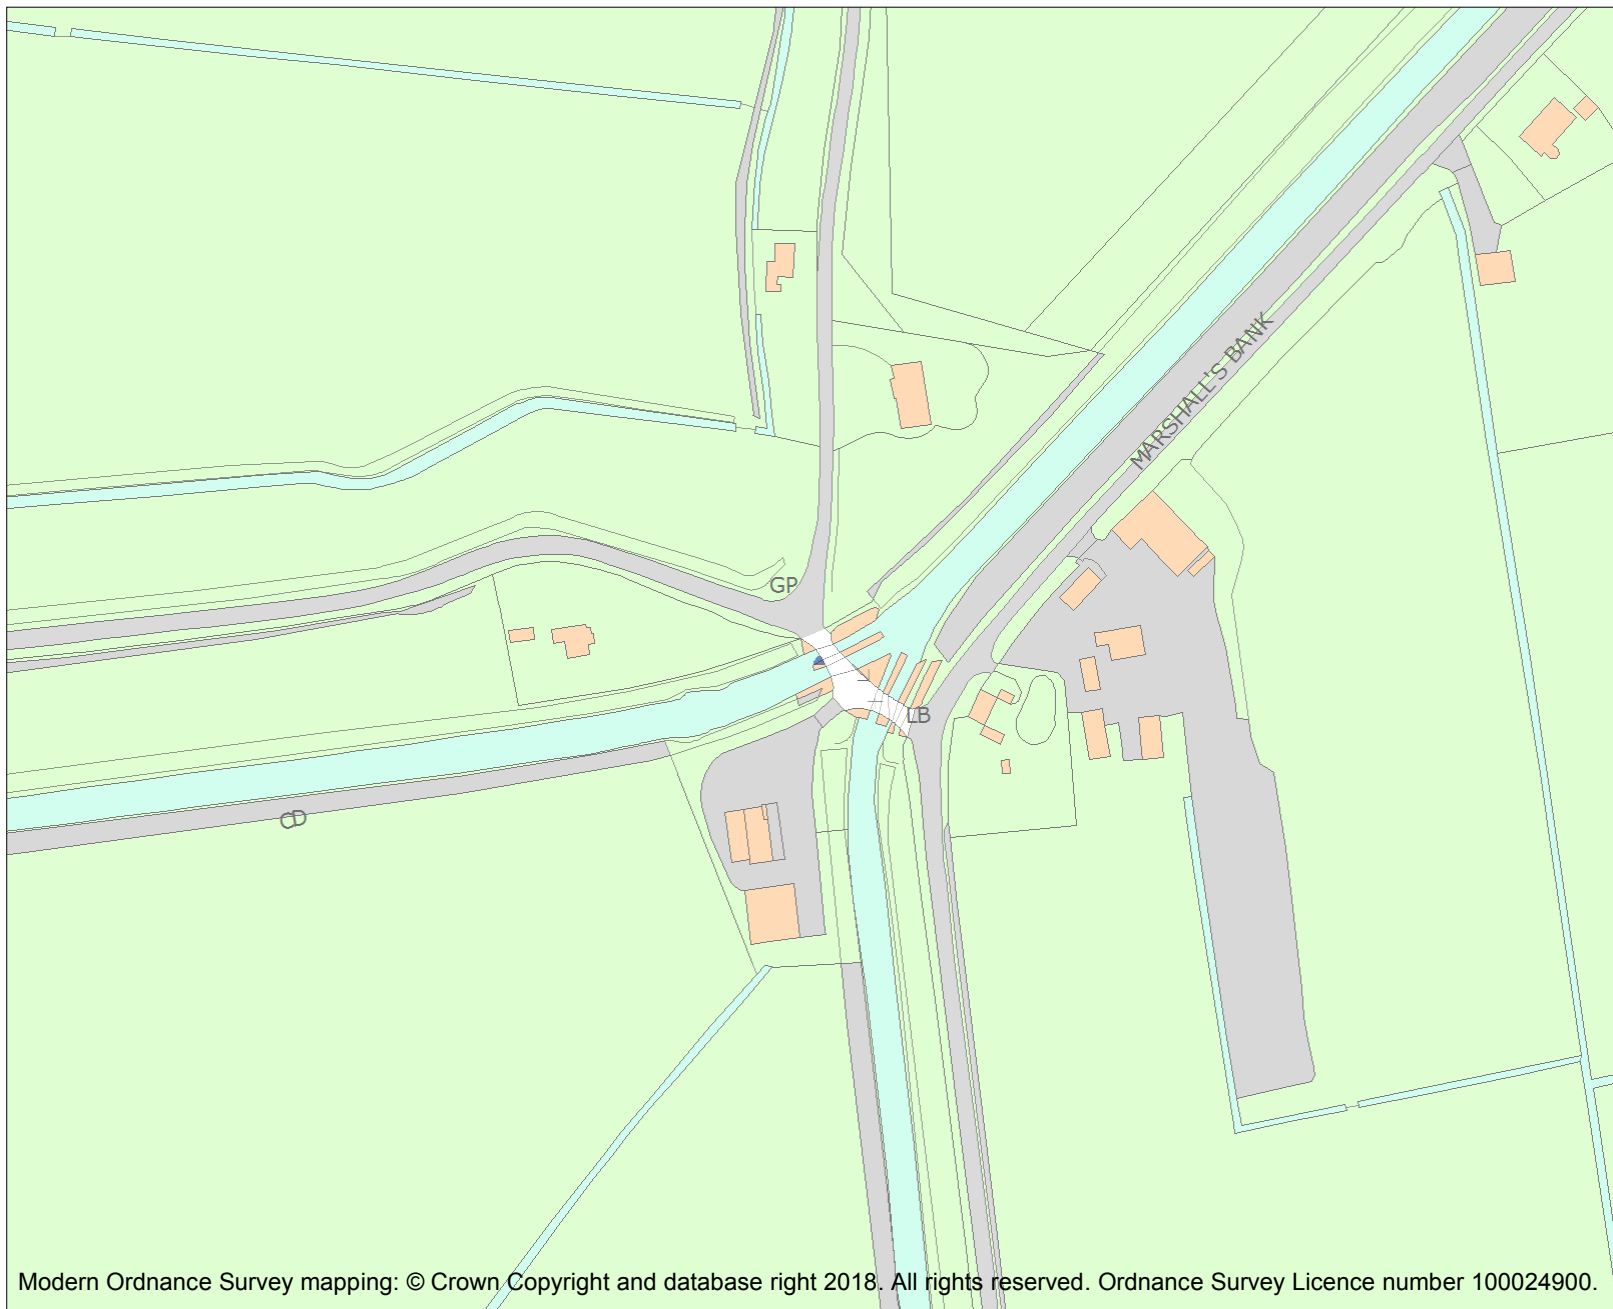 MARSHALL'S BANK
GP
LB
CD
Modern Ordnance Survey mapping: © Crown Copyright and database right 2018. All rights reserved. Ordnance Survey Licence number 100024900.